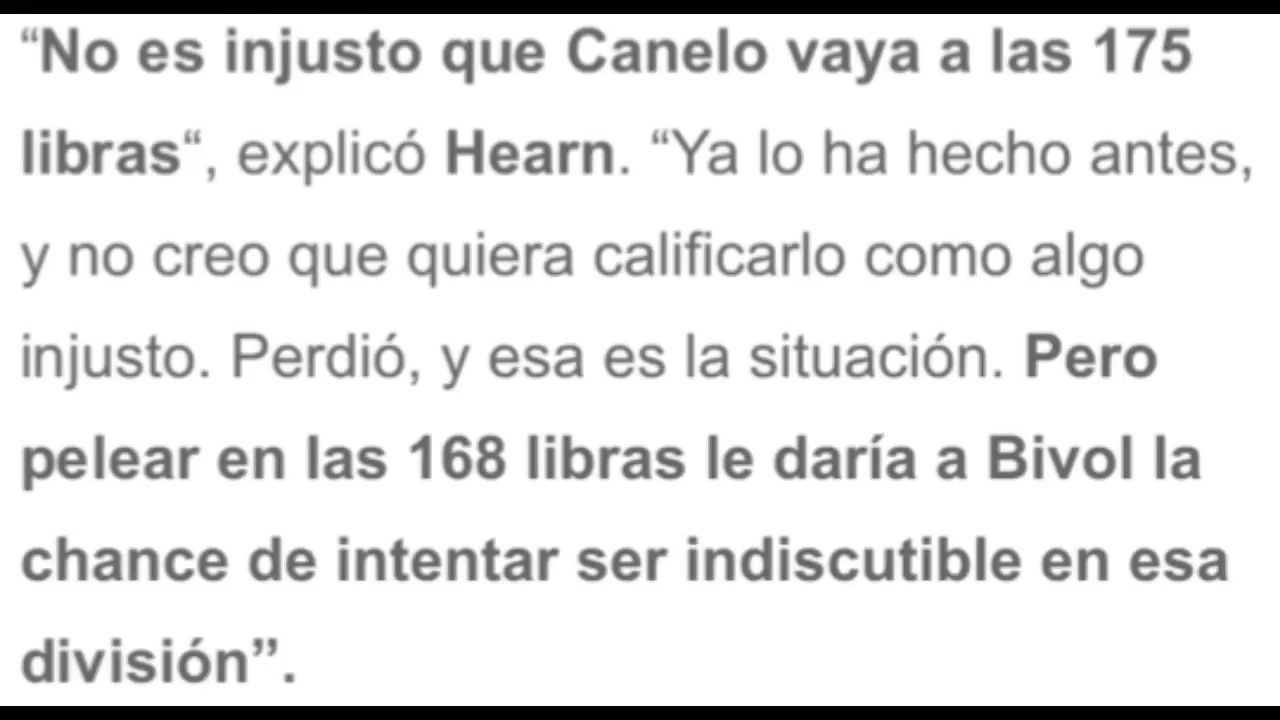 “No es injusto que Canelo vaya a las 175
libras“, explicó Hearn. “Ya lo ha hecho antes,
y no creo que quiera calificarlo como algo
injusto. Perdió, y esa es la situación. Pero
pelear en las 168 libras le daría a Bivol la
chance de intentar ser indiscutible en esa
división”.